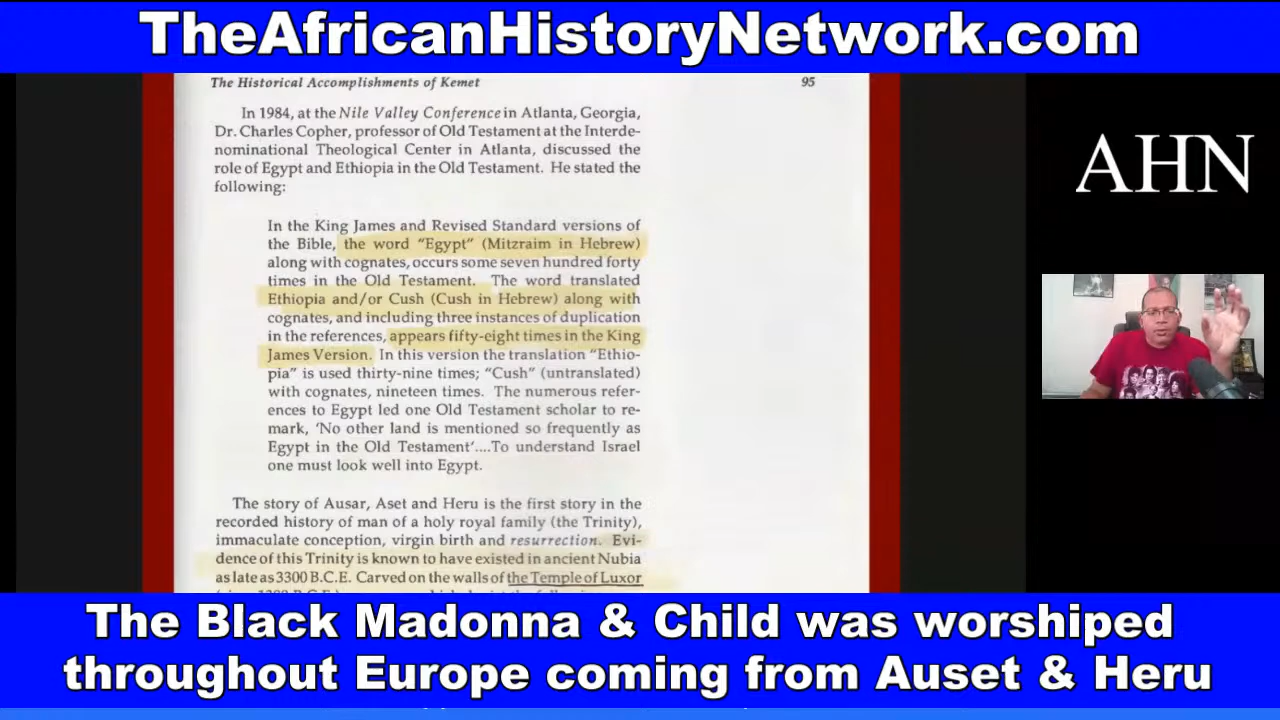 TheAfricanHistoryNetwork.com
The Historical Accomplishments of Kemet 95
In 1984, at the Nile Valley Conference in Atlanta, Georgia,
Dr. Charles Copher, professor of Old Testament at the Interde-
nominational Theological Center in Atlanta, discussed the
role of Egypt and Ethiopia in the Old Testament. He stated the
following:
In the King James and Revised Standard versions of
the Bible, the word "Egypt" (Mitzraim in Hebrew)
along with cognates, occurs some seven hundred forty
times in the Old Testament. The word translated
Ethiopia and/or Cush (Cush in Hebrew) along with
cognates, and including three instances of duplication
in the references, appears fifty-eight times in the King
James Version. In this version the translation "Ethio-
pia" is used thirty-nine times; "Cush" (untranslated)
with cognates, nineteen times. The numerous refer-
ences to Egypt led one Old Testament scholar to re-
mark, 'No other land is mentioned so frequently as
Egypt in the Old Testament'....To understand Israel
one must look well into Egypt.
The story of Ausar, Aset and Heru is the first story in the
recorded history of man of a holy royal family (the Trinity),
immaculate conception, virgin birth and resurrection. Evi-
dence of this Trinity is known to have existed in ancient Nubia
as late as 3300 B.C.E. Carved on the walls of the Temple of Luxor
AHN
The Black Madonna & Child was worshiped
throughout Europe coming from Auset & Heru